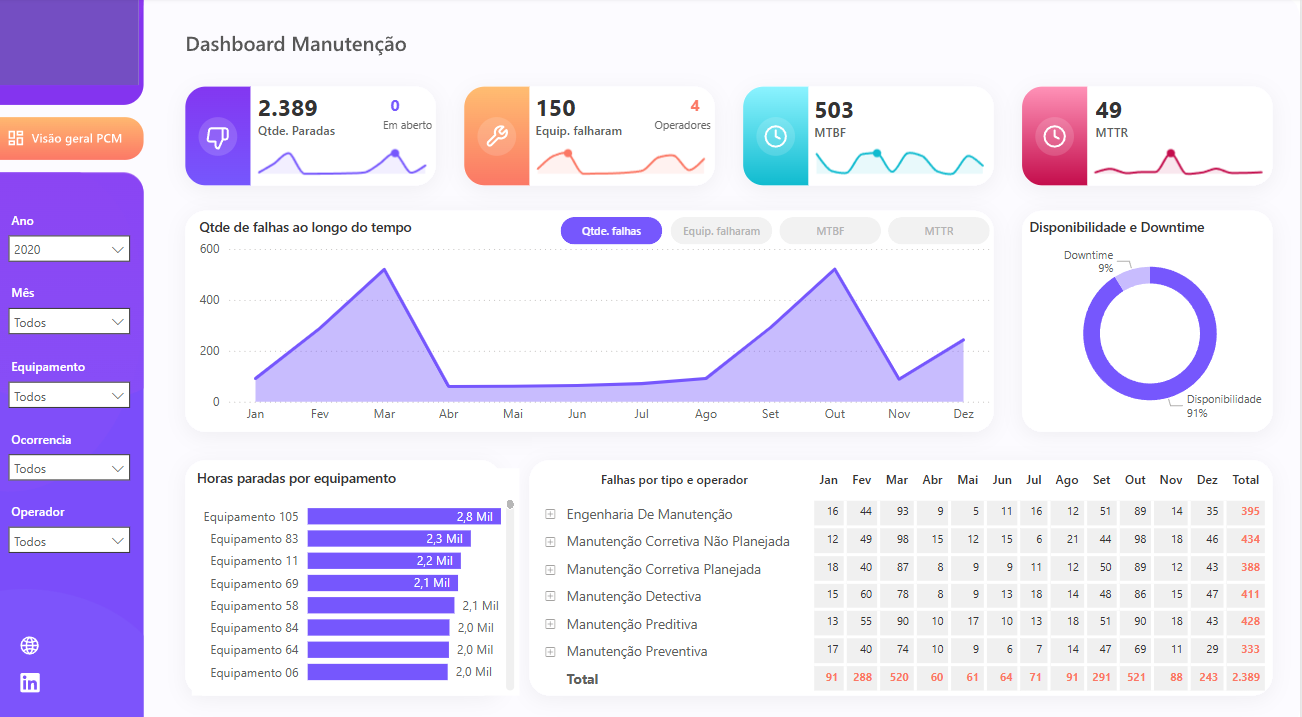 Dashboard Manutenção
Visão geral PCM
Ano
2020
Mês
Todos
Equipamento
Todos
Ocorrencia
Todos
Operador
Todos
2.389
Qtde. Paradas
0
Em aberto
150
Equip. falharam
4
Operadores
503
MTBF
49
MTTR
Qtde de falhas ao longo do tempo
Qtde. falhas
Equip. falharam
MTBF
MTTR
600
400
200
0
Jan Fev Mar Abr Mai Jun Jul Ago Set Out Nov Dez
Disponibilidade e Downtime
Downtime
9%
Disponibilidade
91%
Horas paradas por equipamento
Equipamento 105 2,8 Mil
Equipamento 83 2,3 Mil
Equipamento 11 2,2 Mil
Equipamento 69 2,1 Mil
Equipamento 58 2,1 Mil
Equipamento 84 2,0 Mil
Equipamento 64 2,0 Mil
Equipamento 06 2,0 Mil
Falhas por tipo e operador Jan Fev Mar Abr Mai Jun Jul Ago Set Out Nov Dez Total
Engenharia De Manutenção 16 44 93 9 5 11 16 12 51 89 14 35 395
Manutenção Corretiva Não Planejada 12 49 98 15 12 15 6 21 44 98 18 46 434
Manutenção Corretiva Planejada 18 40 87 8 9 9 11 12 50 89 12 43 388
Manutenção Detectiva 15 60 78 8 9 13 18 14 48 86 15 47 411
Manutenção Preditiva 13 55 90 10 17 10 13 18 51 90 18 43 428
Manutenção Preventiva 17 40 74 10 9 6 7 14 47 69 11 29 333
Total 91 288 520 60 61 64 71 91 291 521 88 243 2.389
in